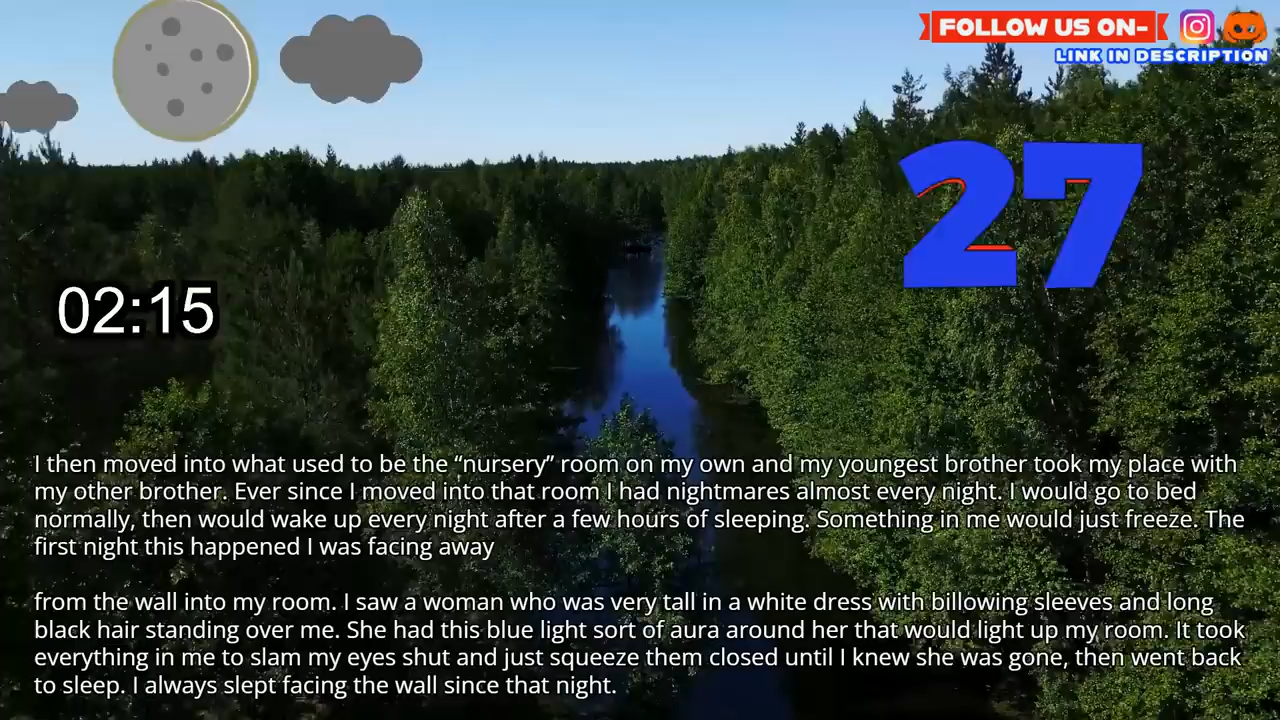 FOLLOW US ON-
LINK IN DESCRIPTION
27
02:15
I then moved into what used to be the “nursery” room on my own and my youngest brother took my place with
my other brother. Ever since I moved into that room I had nightmares almost every night. I would go to bed
normally, then would wake up every night after a few hours of sleeping. Something in me would just freeze. The
first night this happened I was facing away
from the wall into my room. I saw a woman who was very tall in a white dress with billowing sleeves and long
black hair standing over me. She had this blue light sort of aura around her that would light up my room. It took
everything in me to slam my eyes shut and just squeeze them closed until I knew she was gone, then went back
to sleep. I always slept facing the wall since that night.